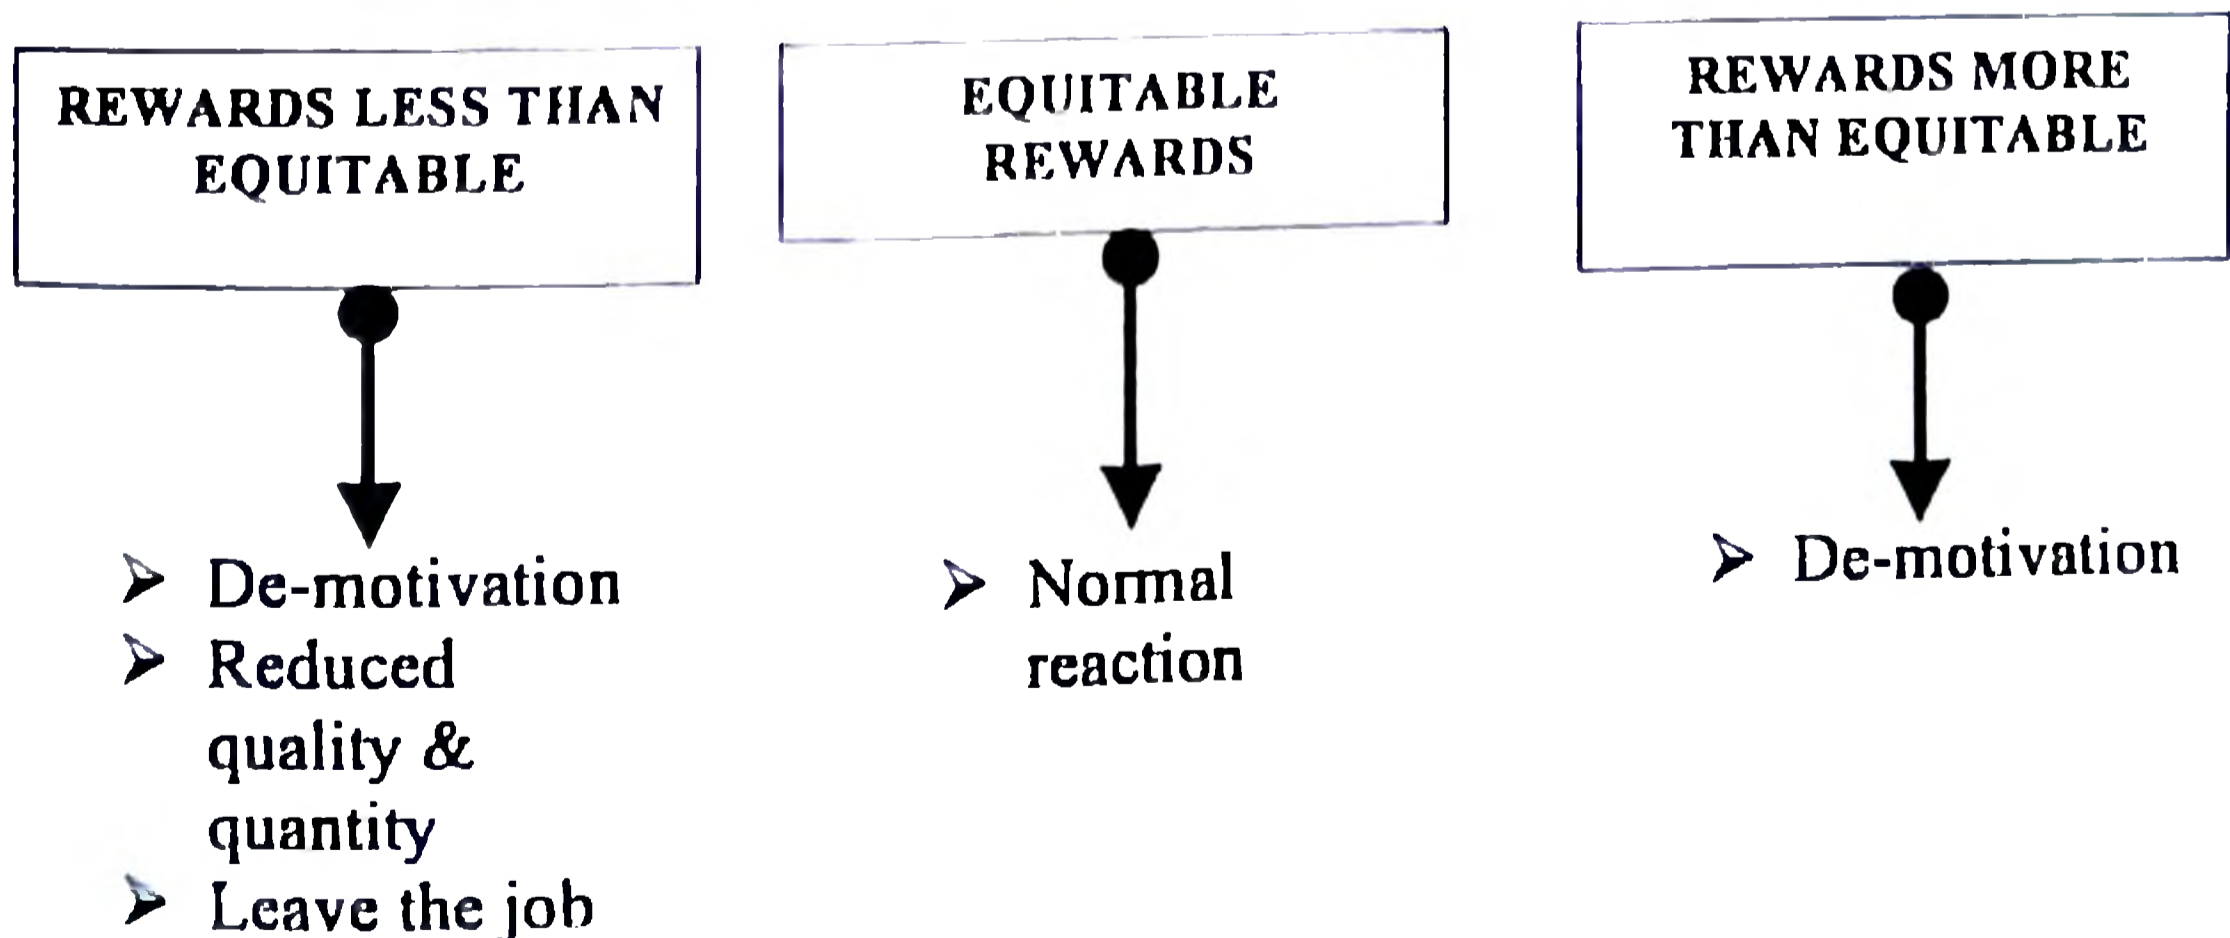 REWARDS LESS THAN
EQUITABLE
EQUITABLE
REWARDS
REWARDS MORE
THAN EQUITABLE
➢ De-motivation
➢ Reduced
quality &
quantity
➢ Leave the job
➢ Normal
reaction
➢ De-motivation